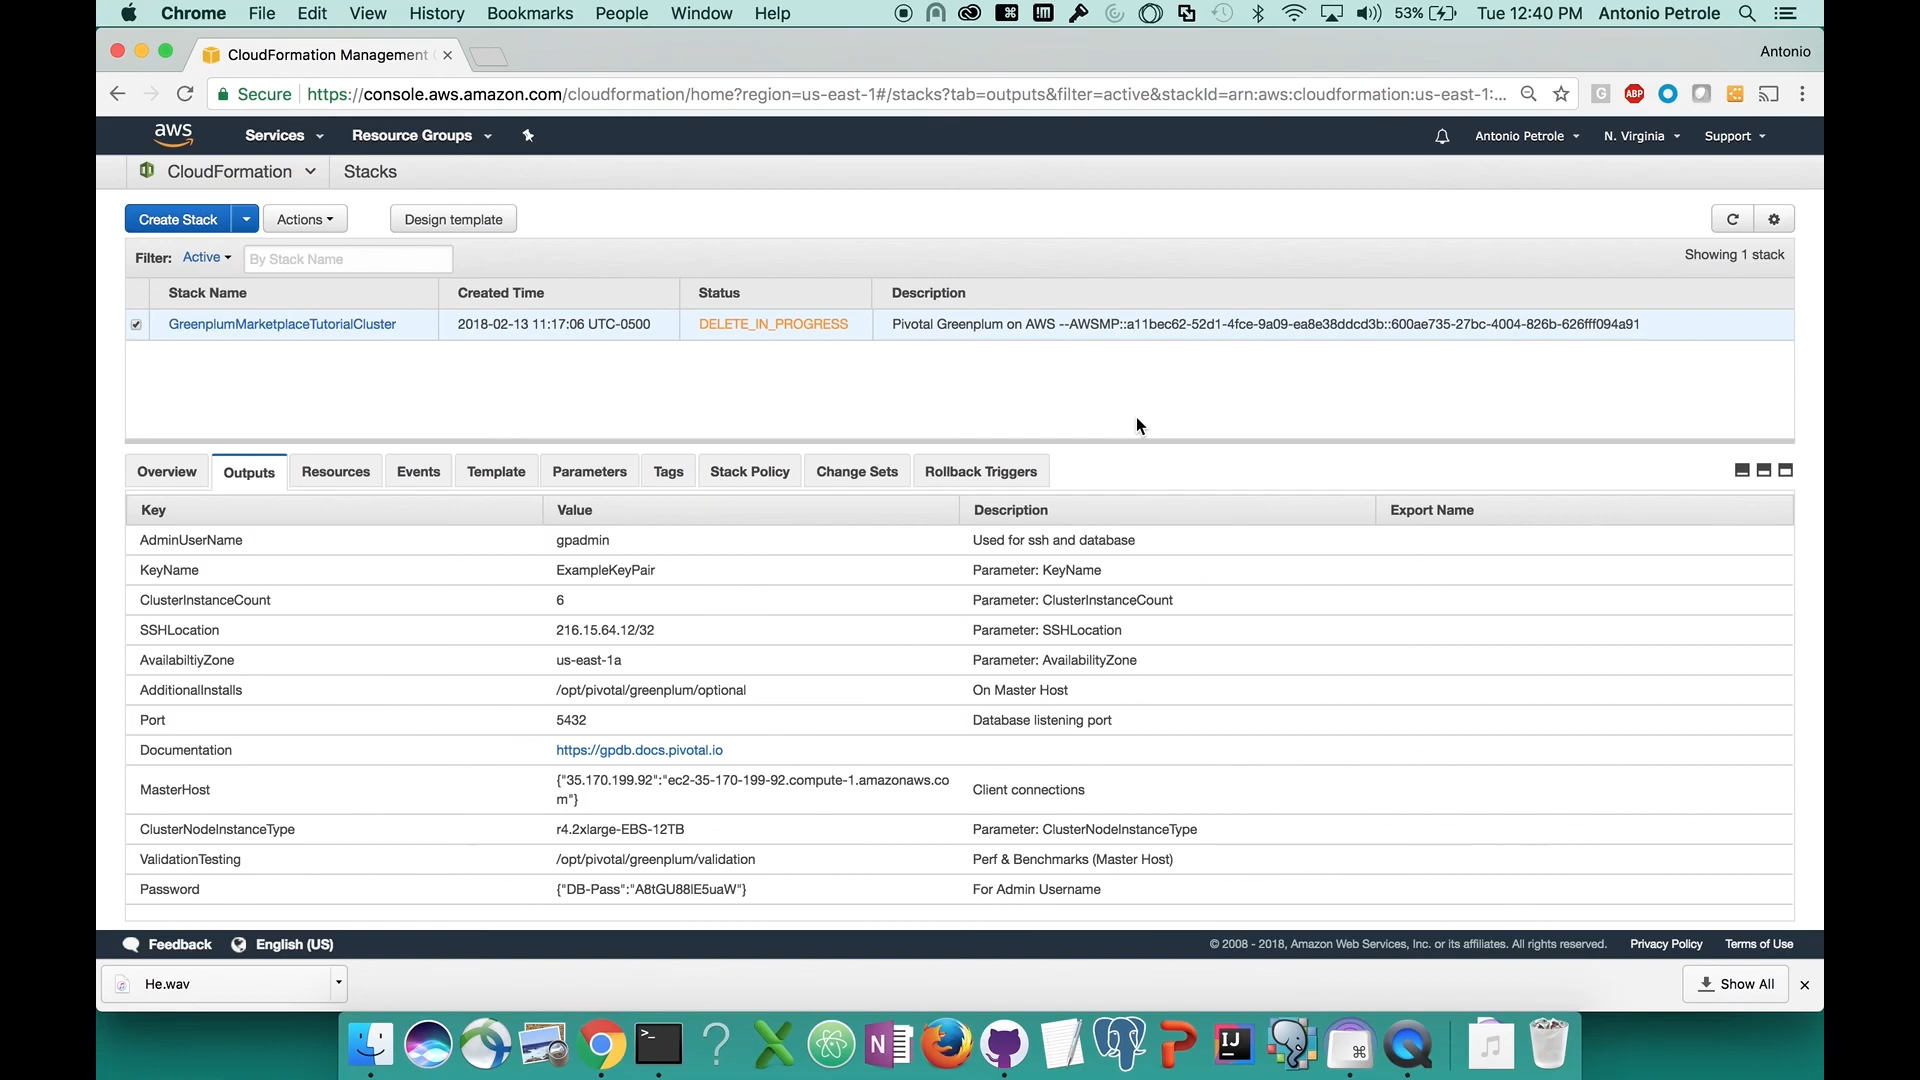 Chrome File Edit View History Bookmarks People Window Help 53% Tue 12:40 PM Antonio Petrole
CloudFormation Management Antonio
Secure https://console.aws.amazon.com/cloudformation/home?region=us-east-1#/stacks?tab=outputs&filter=active&stackId=arn:aws:cloudformation:us-east-1:... ABP
aws Services Resource Groups Antonio Petrole N. Virginia Support
CloudFormation Stacks
Create Stack Actions Design template
Filter: Active By Stack Name Showing 1 stack
Stack Name Created Time Status Description
GreenplumMarketplaceTutorialCluster 2018-02-13 11:17:06 UTC-0500 DELETE_IN_PROGRESS Pivotal Greenplum on AWS --AWSMP::a11bec62-52d1-4fce-9a09-ea8e38ddcd3b::600ae735-27bc-4004-826b-626fff094a91
Overview Outputs Resources Events Template Parameters Tags Stack Policy Change Sets Rollback Triggers
Key Value Description Export Name
AdminUserName gpadmin Used for ssh and database
KeyName ExampleKeyPair Parameter: KeyName
ClusterInstanceCount 6 Parameter: ClusterInstanceCount
SSHLocation 216.15.64.12/32 Parameter: SSHLocation
AvailabiltiyZone us-east-1a Parameter: AvailabilityZone
AdditionalInstalls /opt/pivotal/greenplum/optional On Master Host
Port 5432 Database listening port
Documentation https://gpdb.docs.pivotal.io
MasterHost {"35.170.199.92":"ec2-35-170-199-92.compute-1.amazonaws.co
m"} Client connections
ClusterNodeInstanceType r4.2xlarge-EBS-12TB Parameter: ClusterNodeInstanceType
ValidationTesting /opt/pivotal/greenplum/validation Perf & Benchmarks (Master Host)
Password {"DB-Pass":"A8tGU88lE5uaW"} For Admin Username
Feedback English (US) © 2008 - 2018, Amazon Web Services, Inc. or its affiliates. All rights reserved. Privacy Policy Terms of Use
He.wav Show All